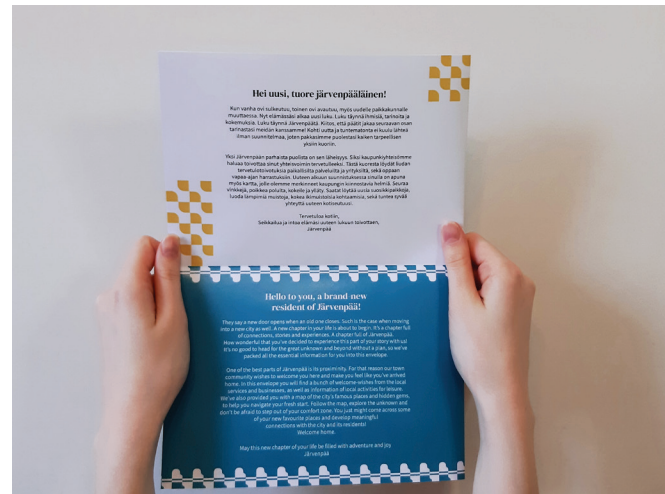 Hei uusi, tuore järvenpääläinen!
Kun vanha ovi sulkeutuu, toinen ovi avautuu, myös uudelle paikkakunnalle
muuttaessa. Nyt elämässäsi alkaa uusi luku. Luku täynnä ihmisiä, tarinoita ja
kokemuksia. Luku täynnä Järvenpäätä. Kiitos, että päätit jakaa seuraavan osan
tarinastasi meidän kanssamme! Kohti uutta ja tuntematonta ei kuulu lähteä
ilman suunnitelmaa, joten pakkasimme puolestasi kaiken tarpeellisen
yksiin kuoriin.
Yksi Järvenpään parhaista puolista on sen läheisyys. Siksi kaupunkiyhteisömme
haluaa toivottaa sinut yhteisvoimin tervetulleeksi. Tästä kuoresta löydät liudan
tervetulotoivotuksia paikallisilta palveluilta ja yrityksiltä, sekä oppaan
vapaa-ajan harrastuksiin. Uuteen alkuun suunnistuksessa sinulla on apuna
myös kartta, jolle olemme merkinneet kaupungin kiinnostavia helmiä. Seuraa
vinkkejä, poikkea poluilta, kokeile ja ylläty. Saatat löytää uusia suosikkipaikkoja,
luoda lämpimiä muistoja, kokea ikimuistoisia kohtaamisia, sekä tuntea syvää
yhteyttä uuteen kotiseutuusi.
Tervetuloa kotiin,
Seikkailua ja intoa elämäsi uuteen lukuun toivottaen,
Järvenpää
Hello to you, a brand-new
resident of Järvenpää!
They say a new door opens when an old one closes. Such is the case when moving
into a new city as well. A new chapter in your life is about to begin. It's a chapter full
of connections, stories and experiences. A chapter full of Järvenpää.
How wonderful that you've decided to experience this part of your story with us!
It's no good to head for the great unknown and beyond without a plan, so we've
packed all the essential information for you into this envelope.
One of the best parts of Järvenpää is its proximity. For that reason our town
community wishes to welcome you here and make you feel like you've arrived
home. In this envelope you will find a bunch of welcome-wishes from the local
services and businesses, as well as information of local activities for leisure.
We've also provided you with a map of the city's famous places and hidden gems,
to help you navigate your fresh start. Follow the map, explore the unknown and
don't be afraid to step out of your comfort zone. You just might come across some
of your new favourite places and develop meaningful
connections with the city and its residents!
Welcome home.
May this new chapter of your life be filled with adventure and joy
Järvenpää